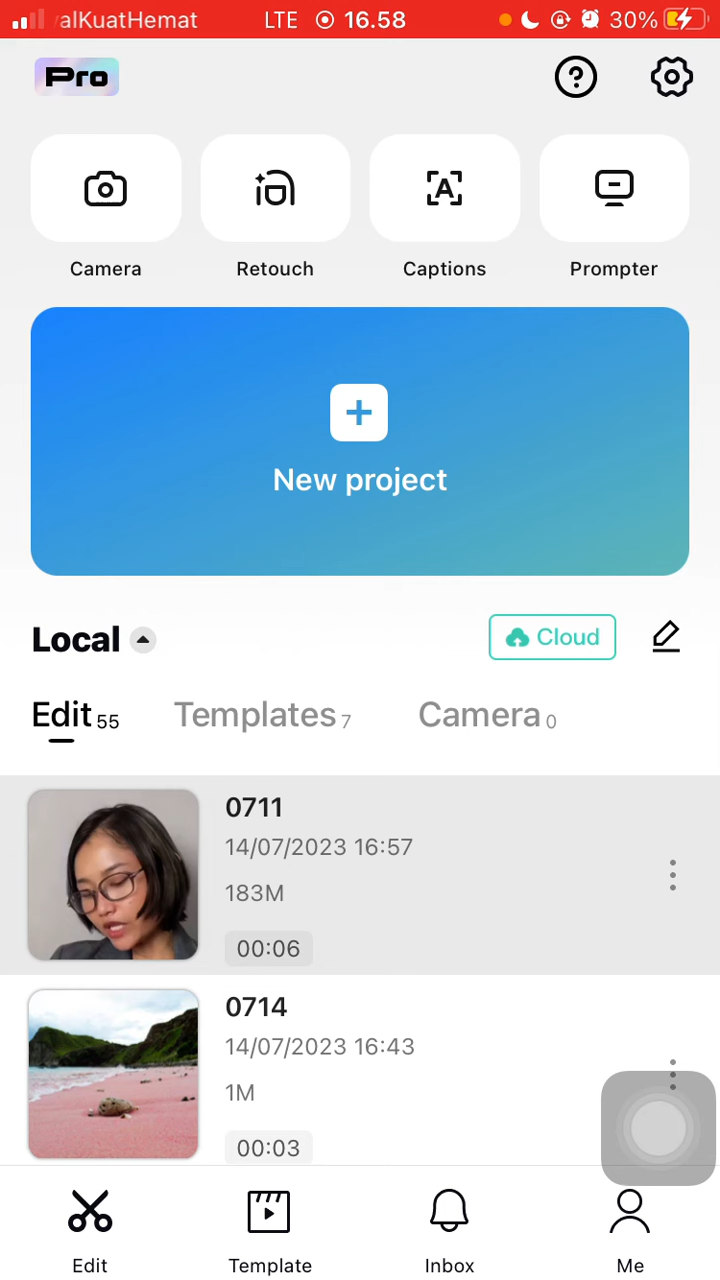 alKuatHemat LTE 16.58 30%
Pro
Camera Retouch Captions Prompter
New project
Local Cloud
Edit 55 Templates 7 Camera 0
0711
14/07/2023 16:57
183M
00:06
0714
14/07/2023 16:43
1M
00:03
Edit Template Inbox Me